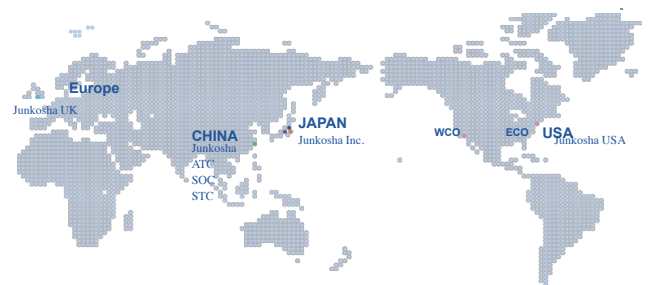 Europe
Junkosha UK
CHINA
Junkosha
ATC
SOC
STC
JAPAN
Junkosha Inc.
WCO
ECO
USA
Junkosha USA